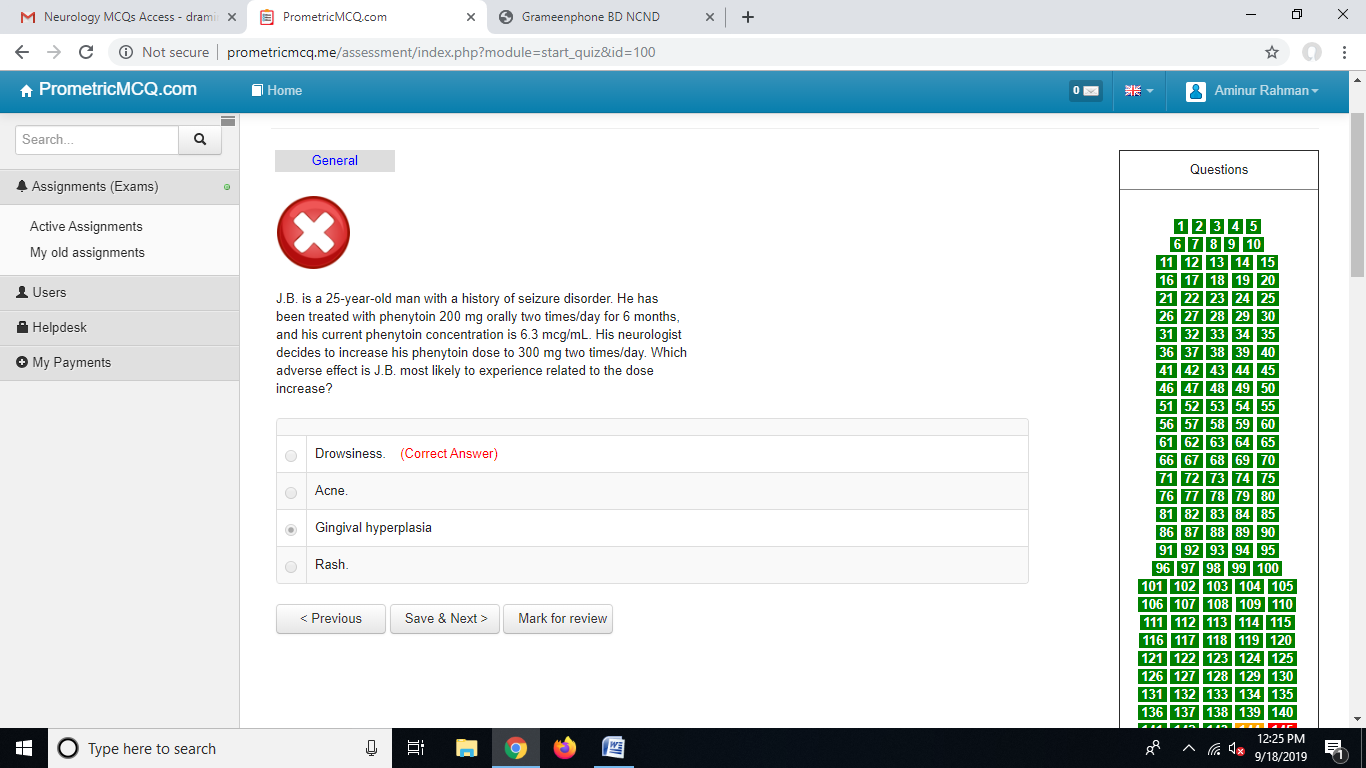 Neurology MCQs Access - drami
PrometricMCQ.com
Grameenphone BD NCND
Not secure | prometricmcq.me/assessment/index.php?module=start_quiz&id=100
PrometricMCQ.com
Home
0
Aminur Rahman
Search...
Assignments (Exams)
Active Assignments
My old assignments
Users
Helpdesk
My Payments
General
J.B. is a 25-year-old man with a history of seizure disorder. He has
been treated with phenytoin 200 mg orally two times/day for 6 months,
and his current phenytoin concentration is 6.3 mcg/mL. His neurologist
decides to increase his phenytoin dose to 300 mg two times/day. Which
adverse effect is J.B. most likely to experience related to the dose
increase?
Drowsiness. (Correct Answer)
Acne.
Gingival hyperplasia
Rash.
< Previous
Save & Next >
Mark for review
Questions
1 2 3 4 5
6 7 8 9 10
11 12 13 14 15
16 17 18 19 20
21 22 23 24 25
26 27 28 29 30
31 32 33 34 35
36 37 38 39 40
41 42 43 44 45
46 47 48 49 50
51 52 53 54 55
56 57 58 59 60
61 62 63 64 65
66 67 68 69 70
71 72 73 74 75
76 77 78 79 80
81 82 83 84 85
86 87 88 89 90
91 92 93 94 95
96 97 98 99 100
101 102 103 104 105
106 107 108 109 110
111 112 113 114 115
116 117 118 119 120
121 122 123 124 125
126 127 128 129 130
131 132 133 134 135
136 137 138 139 140
Type here to search
12:25 PM
9/18/2019
1